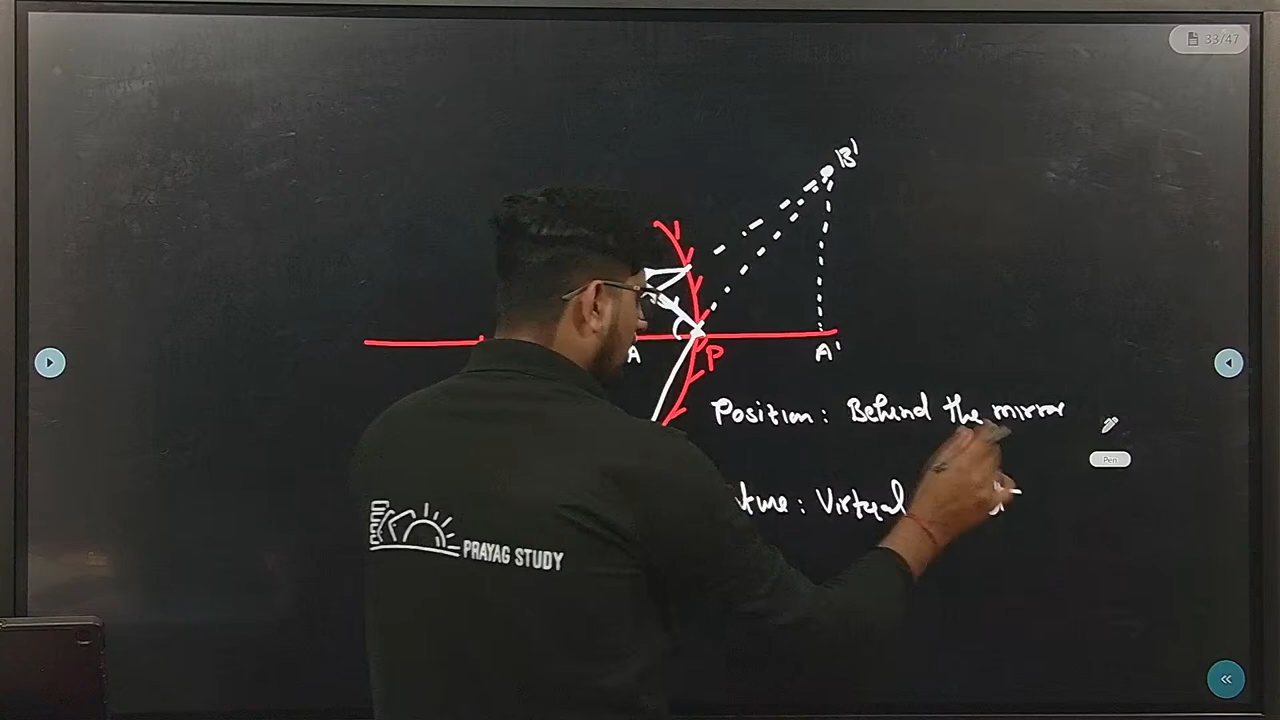 33/47
B'
A
P
A'
Position: Behind the mirror
Pen
Virtual
PRAYAG STUDY